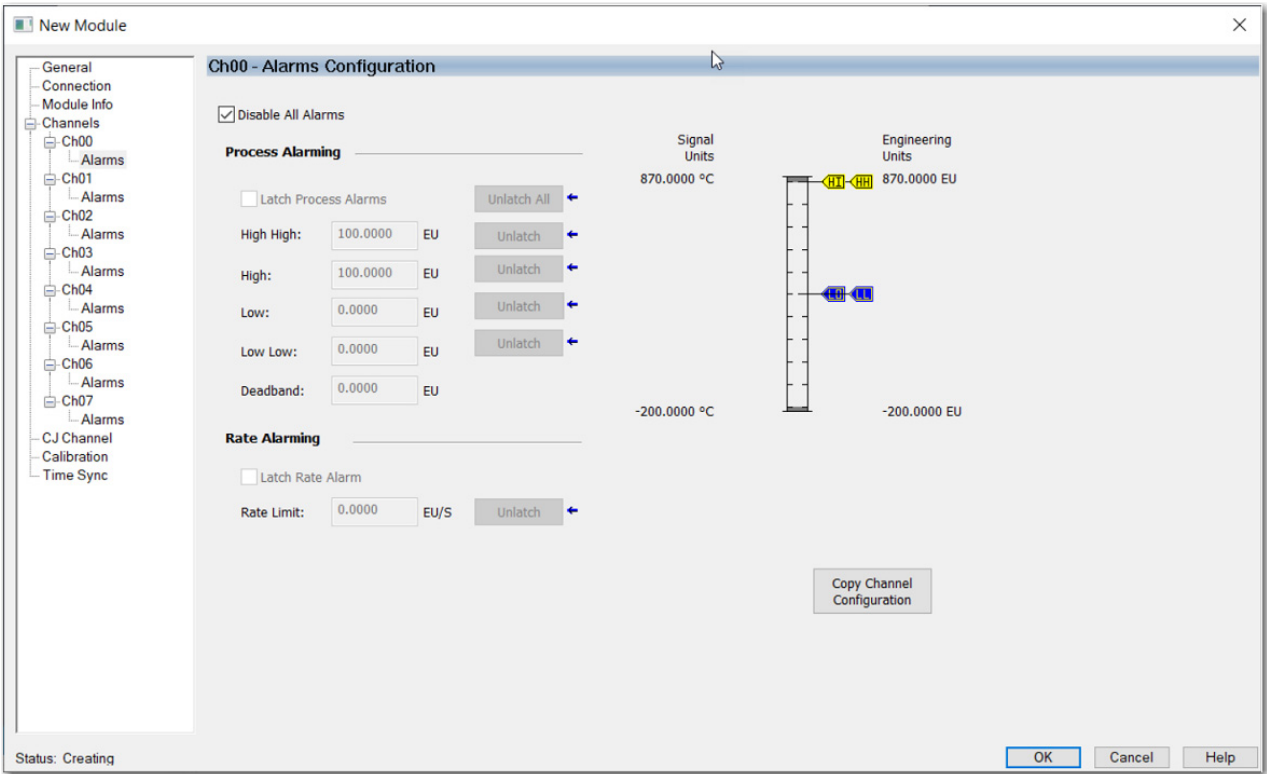 New Module
General
Connection
Module Info
Channels
Ch00
Alarms
Ch01
Alarms
Ch02
Alarms
Ch03
Alarms
Ch04
Alarms
Ch05
Alarms
Ch06
Alarms
Ch07
Alarms
CJ Channel
Calibration
Time Sync
Ch00 - Alarms Configuration
Disable All Alarms
Process Alarming
Latch Process Alarms Unlatch All
High High: 100.0000 EU Unlatch
High: 100.0000 EU Unlatch
Low: 0.0000 EU Unlatch
Low Low: 0.0000 EU Unlatch
Deadband: 0.0000 EU
Rate Alarming
Latch Rate Alarm
Rate Limit: 0.0000 EU/S Unlatch
Signal
Units
Engineering
Units
870.0000 °C HI HH 870.0000 EU
LO LL
-200.0000 °C -200.0000 EU
Copy Channel
Configuration
Status: Creating
OK Cancel Help